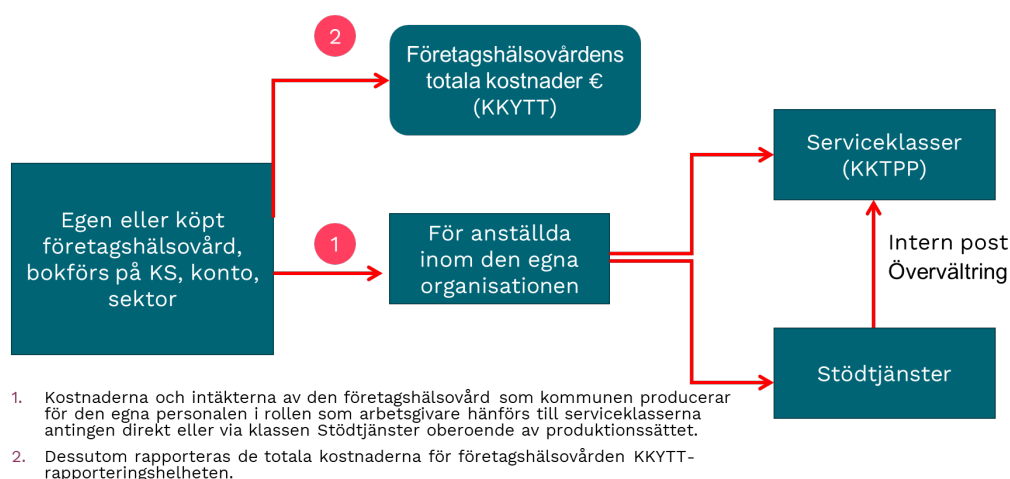 2
Företagshälsovårdens
totala kostnader €
(KKYTT)
Serviceklasser
(KKTPP)
Egen eller köpt
företagshälsovård,
bokförs på KS, konto,
sektor
1
För anställda
inom den egna
organisationen
Intern post
Övervältring
Stödtjänster
1. Kostnaderna och intäkterna av den företagshälsovård som kommunen producerar
för den egna personalen i rollen som arbetsgivare hänförs till serviceklasserna
antingen direkt eller via klassen Stödtjänster oberoende av produktionssättet.
2. Dessutom rapporteras de totala kostnaderna för företagshälsovården KKYTT-
rapporteringshelheten.